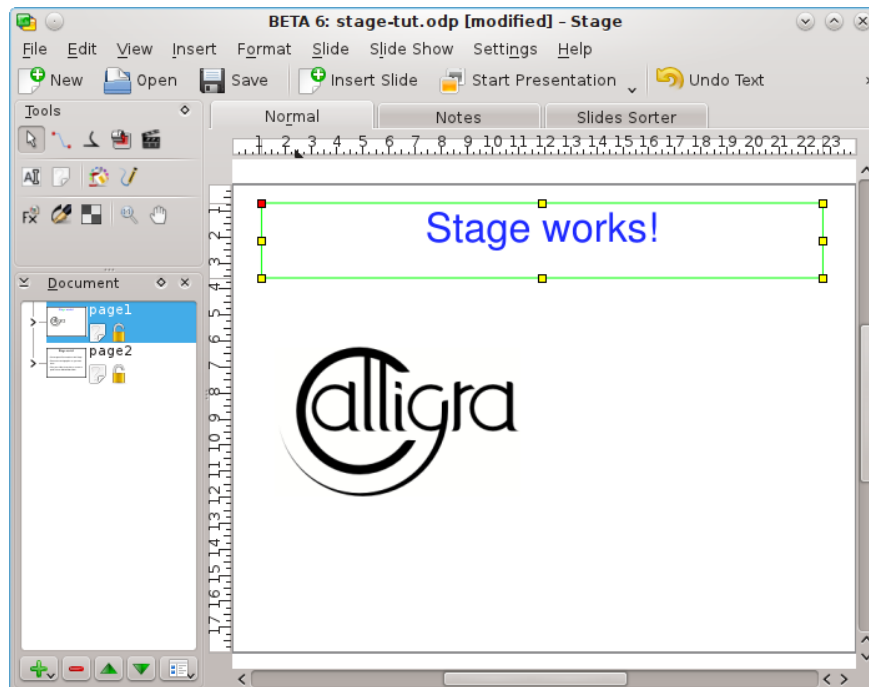 BETA 6: stage-tut.odp [modified] – Stage
File Edit View Insert Format Slide Slide Show Settings Help
New Open Save Insert Slide Start Presentation Undo Text
Tools
Normal Notes Slides Sorter
1 2 3 4 5 6 7 8 9 10 11 12 13 14 15 16 17 18 19 20 21 22 23
Stage works!
Document
page1
page2
Calligra
1
2
3
4
5
6
7
8
9
10
11
12
13
14
15
16
17